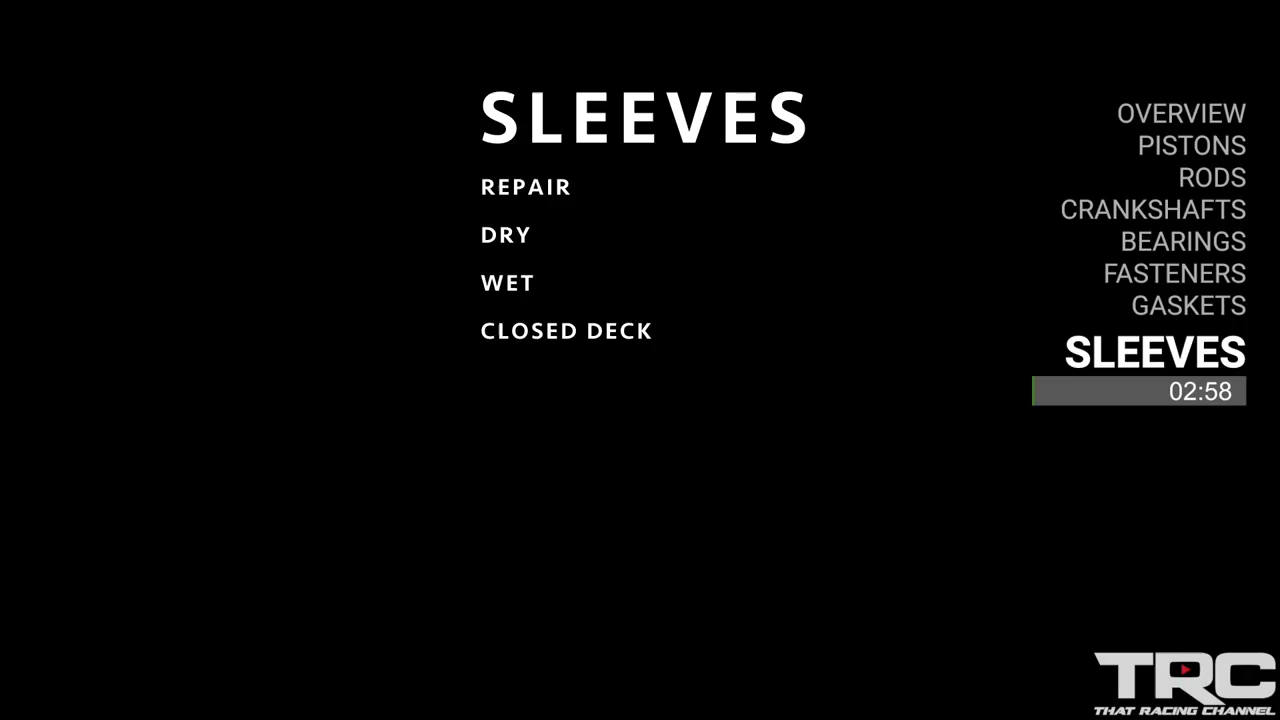 SLEEVES
REPAIR
DRY
WET
CLOSED DECK
OVERVIEW
PISTONS
RODS
CRANKSHAFTS
BEARINGS
FASTENERS
GASKETS
SLEEVES
02:58
TRC
THAT RACING CHANNEL